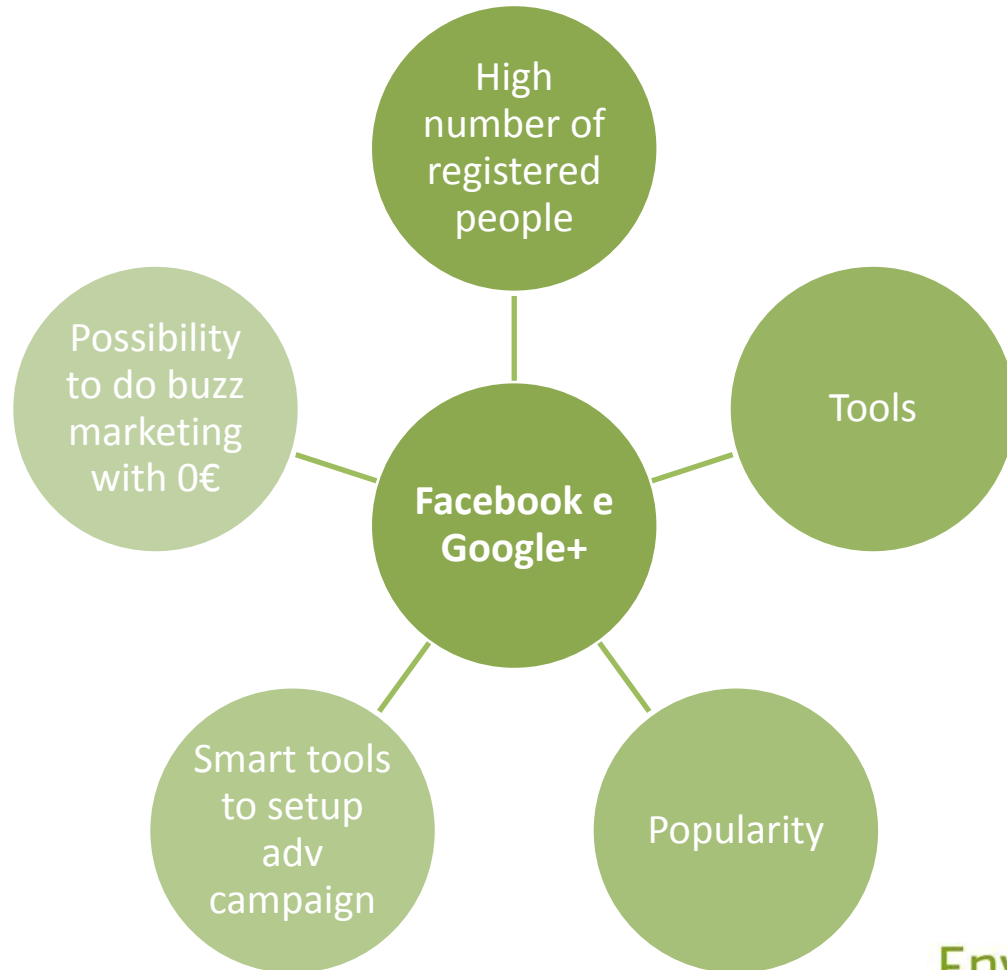 High
number of
registered
people
Possibility
to do buzz
marketing
with 0€
Tools
Facebook e
Google+
Smart tools
to setup
adv
campaign
Popularity